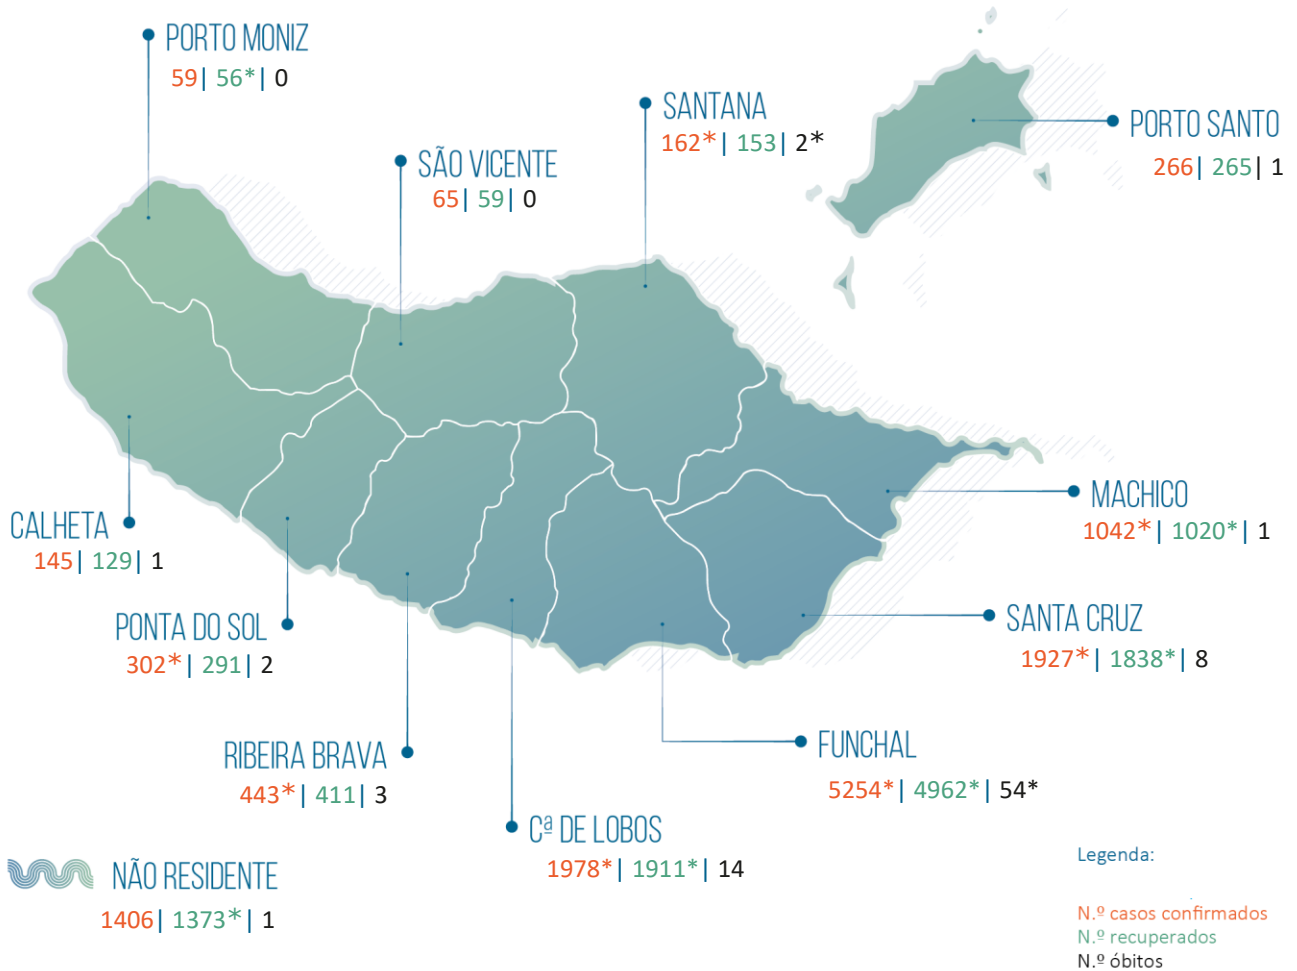 PORTO MONIZ
59| 56*| 0
SANTANA
162*| 153| 2*
PORTO SANTO
266| 265| 1
SÃO VICENTE
65| 59| 0
MACHICO
1042*| 1020*| 1
CALHETA
145| 129| 1
SANTA CRUZ
1927*| 1838*| 8
PONTA DO SOL
302*| 291| 2
FUNCHAL
5254*| 4962*| 54*
RIBEIRA BRAVA
443*| 411| 3
Cª DE LOBOS
1978*| 1911*| 14
NÃO RESIDENTE
1406| 1373*| 1
Legenda:
N.º casos confirmados
N.º recuperados
N.º óbitos